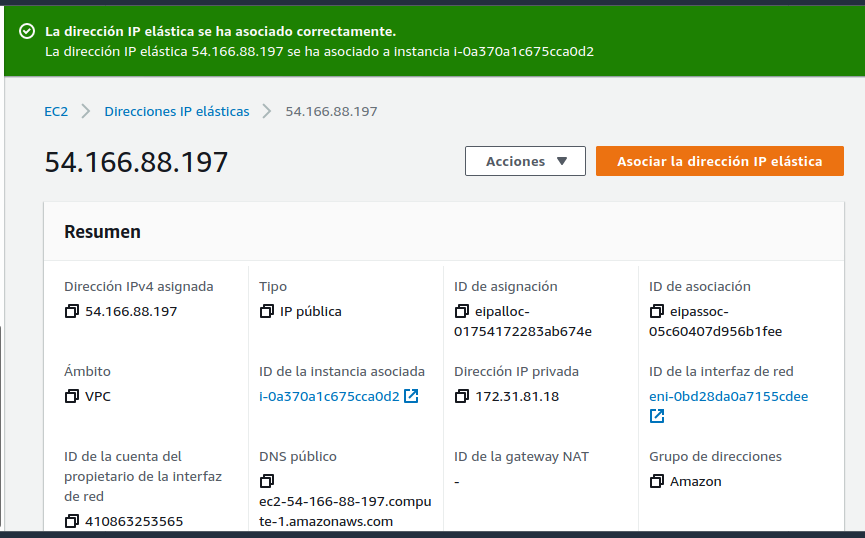 La dirección IP elástica se ha asociado correctamente.
La dirección IP elástica 54.166.88.197 se ha asociado a instancia i-0a370a1c675cca0d2
EC2 > Direcciones IP elásticas > 54.166.88.197
54.166.88.197
Acciones
Asociar la dirección IP elástica
Resumen
Dirección IPv4 asignada
54.166.88.197
Tipo
IP pública
ID de asignación
eipalloc-
01754172283ab674e
ID de asociación
eipassoc-
05c60407d956b1fee
Ámbito
VPC
ID de la instancia asociada
i-0a370a1c675cca0d2
Dirección IP privada
172.31.81.18
ID de la interfaz de red
eni-0bd28da0a7155cdee
ID de la cuenta del
propietario de la interfaz
de red
410863253565
DNS público
ec2-54-166-88-197.compu
te-1.amazonaws.com
ID de la gateway NAT
-
Grupo de direcciones
Amazon